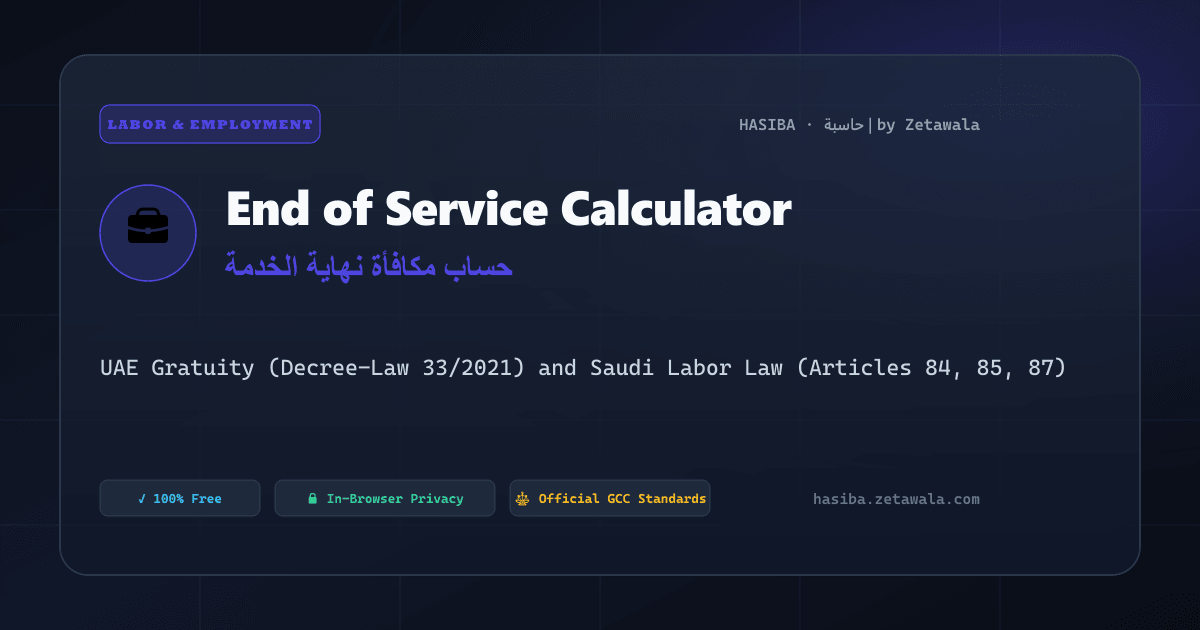 LABOR & EMPLOYMENT
HASIBA · حاسبة | by Zetawala
End of Service Calculator
حساب مكافأة نهاية الخدمة
UAE Gratuity (Decree-Law 33/2021) and Saudi Labor Law (Articles 84, 85, 87)
✓ 100% Free
🔒 In-Browser Privacy
⚖ Official GCC Standards
hasiba.zetawala.com